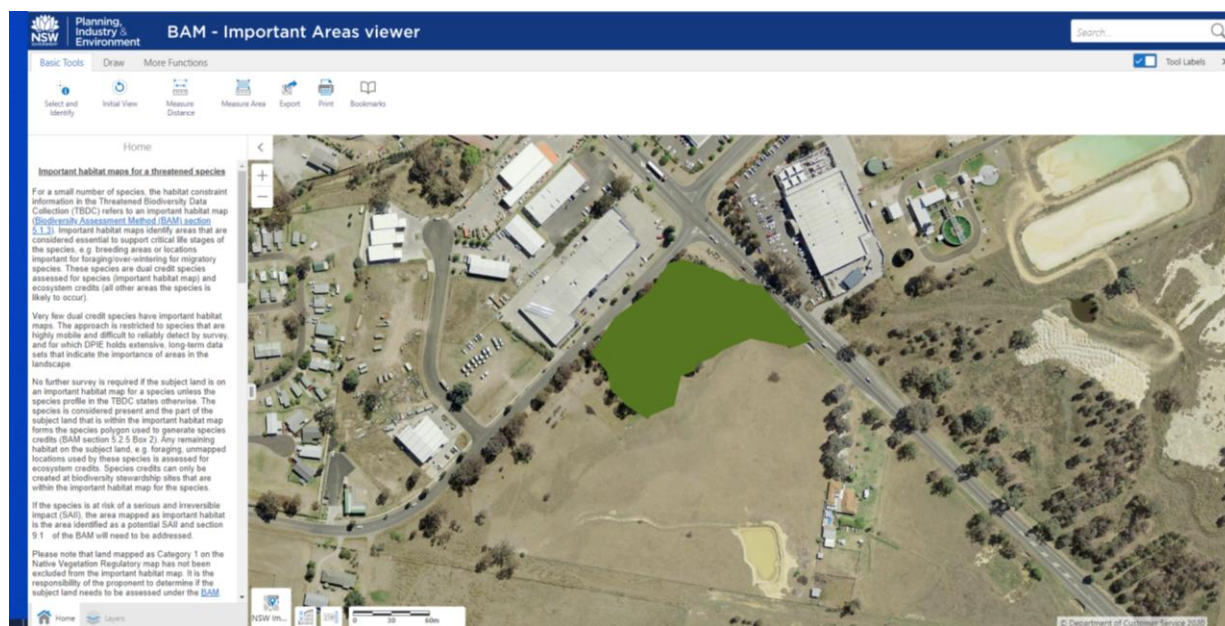 Planning,
Industry &
Environment
NSW
GOVERNMENT
BAM - Important Areas viewer
Search...
Basic Tools Draw More Functions
Tool Labels
Select and
Identify
Initial View
Measure
Distance
Measure Area
Export
Print
Bookmarks
Home
Important habitat maps for a threatened species
For a small number of species, the habitat constraint
information in the Threatened Biodiversity Data
Collection (TBDC) refers to an important habitat map
(Biodiversity Assessment Method (BAM) section
5.1.3). Important habitat maps identify areas that are
considered essential to support critical life stages of
the species, e.g. breeding areas or locations
important for foraging/over-wintering for migratory
species. These species are dual credit species
assessed for species (important habitat map) and
ecosystem credits (all other areas the species is
likely to occur).
Very few dual credit species have important habitat
maps. The approach is restricted to species that are
highly mobile and difficult to reliably detect by survey,
and for which DPIE holds extensive, long-term data
sets that indicate the importance of areas in the
landscape.
No further survey is required if the subject land is on
an important habitat map for a species unless the
species profile in the TBDC states otherwise. The
species is considered present and the part of the
subject land that is within the important habitat map
forms the species polygon used to generate species
credits (BAM section 5.2.5 Box 2). Any remaining
habitat on the subject land, e.g. foraging, unmapped
locations used by these species is assessed for
ecosystem credits. Species credits can only be
created at biodiversity stewardship sites that are
within the important habitat map for the species.
If the species is at risk of a serious and irreversible
impact (SAII), the area mapped as important habitat
is the area identified as a potential SAII and section
9.1 of the BAM will need to be addressed.
Please note that land mapped as Category 1 on the
Native Vegetation Regulatory map has not been
excluded from the important habitat map. It is the
responsibility of the proponent to determine if the
subject land needs to be assessed under the BAM.
Home Layers
NSW Im...
0 30 60m
© Department of Customer Service 2020